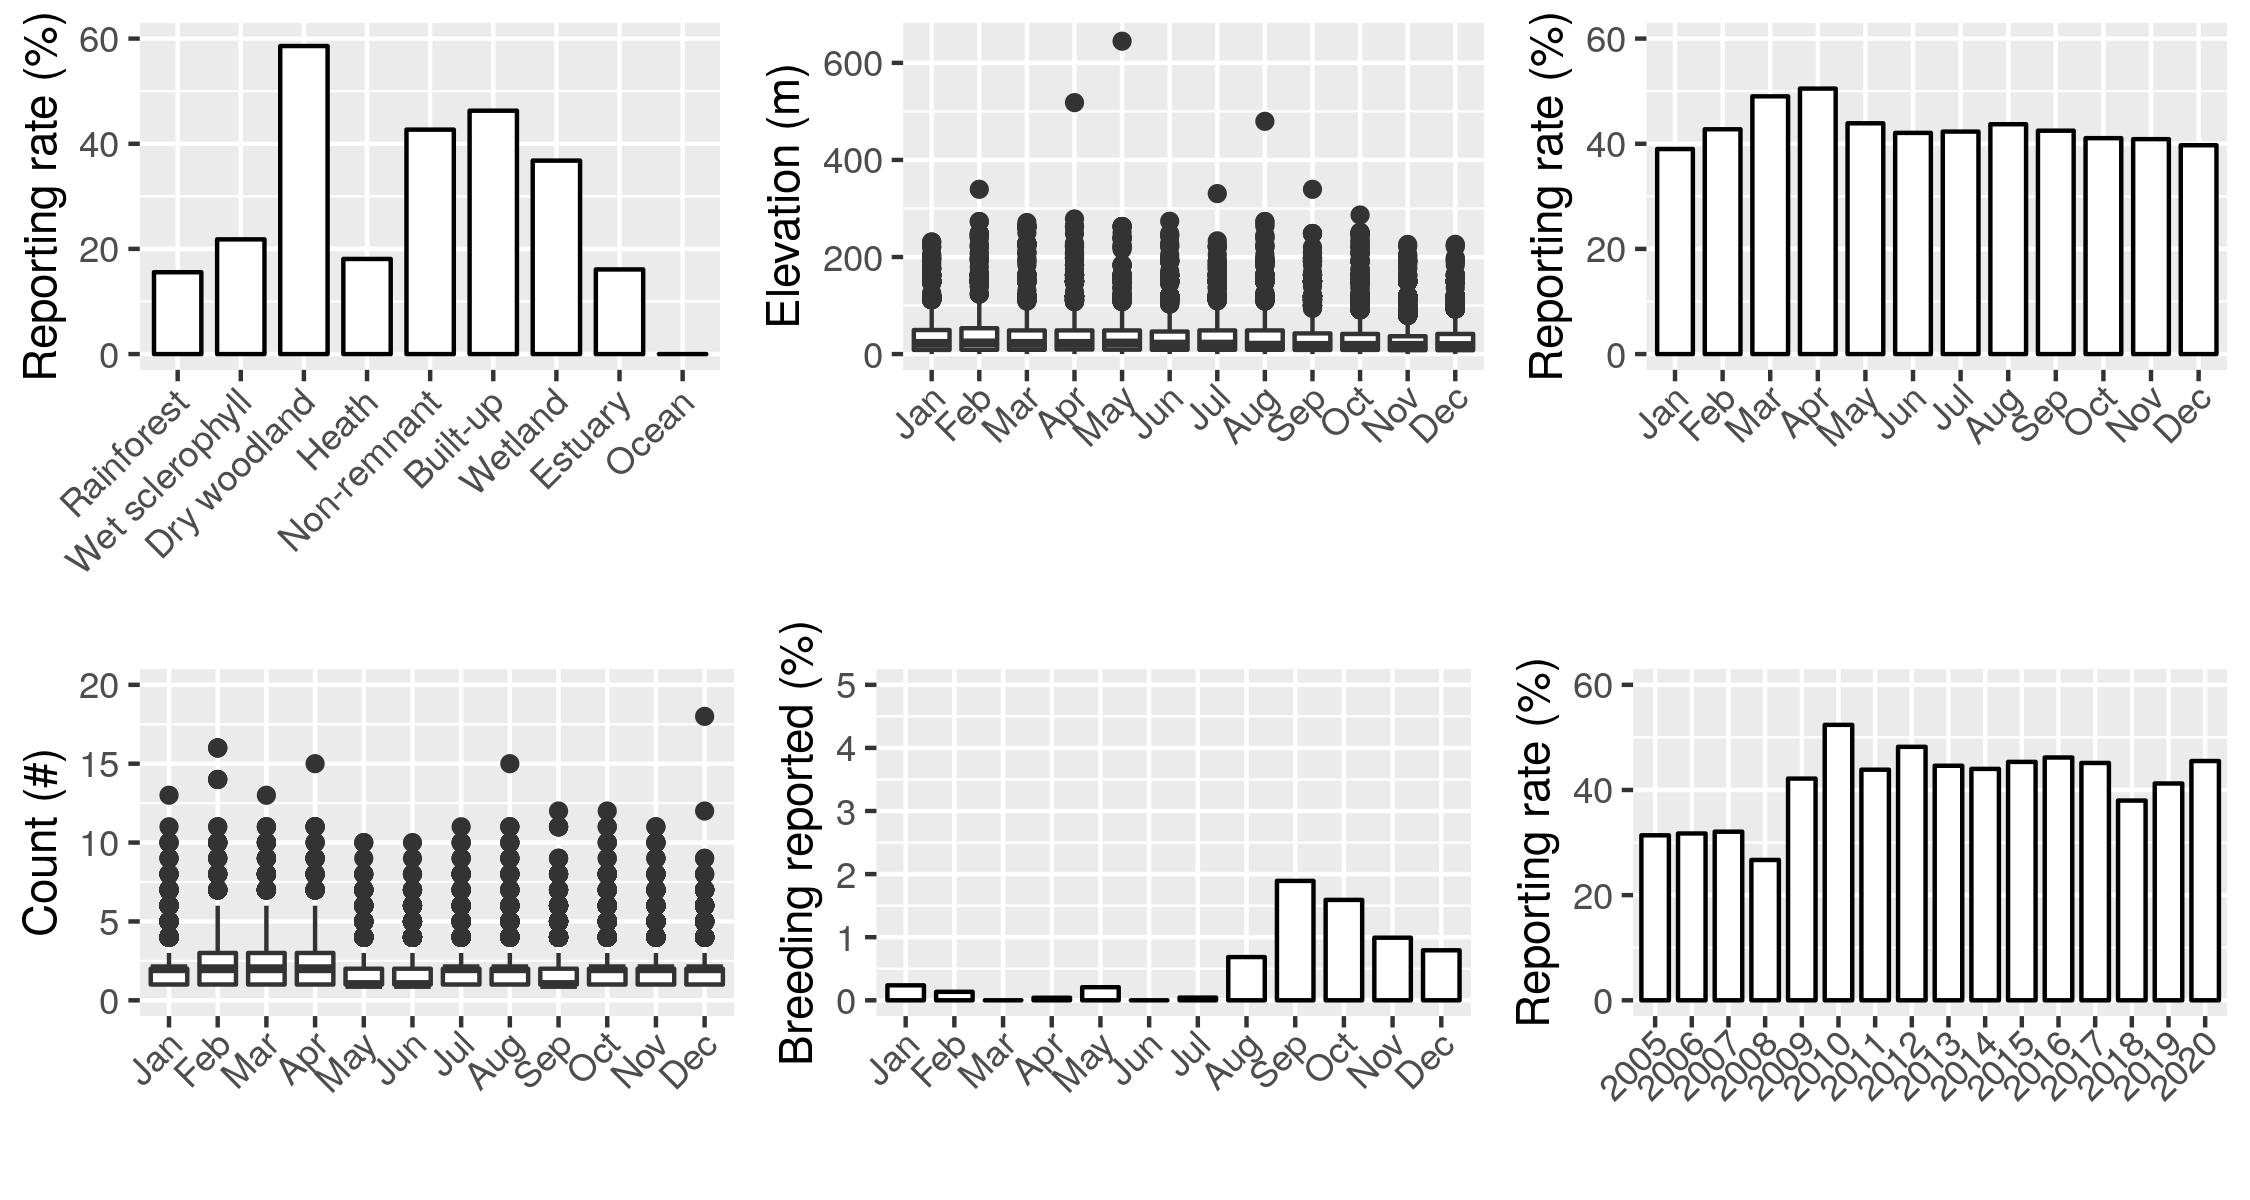 Reporting rate (%)
60
40
20
0
Rainforest
Wet sclerophyll
Dry woodland
Heath
Non-remnant
Built-up
Wetland
Estuary
Ocean
Elevation (m)
600
400
200
0
Jan
Feb
Mar
Apr
May
Jun
Jul
Aug
Sep
Oct
Nov
Dec
Reporting rate (%)
60
40
20
0
Jan
Feb
Mar
Apr
May
Jun
Jul
Aug
Sep
Oct
Nov
Dec
Count (#)
20
15
10
5
0
Jan
Feb
Mar
Apr
May
Jun
Jul
Aug
Sep
Oct
Nov
Dec
Breeding reported (%)
5
4
3
2
1
0
Jan
Feb
Mar
Apr
May
Jun
Jul
Aug
Sep
Oct
Nov
Dec
Reporting rate (%)
60
40
20
0
2005
2006
2007
2008
2009
2010
2011
2012
2013
2014
2015
2016
2017
2018
2019
2020